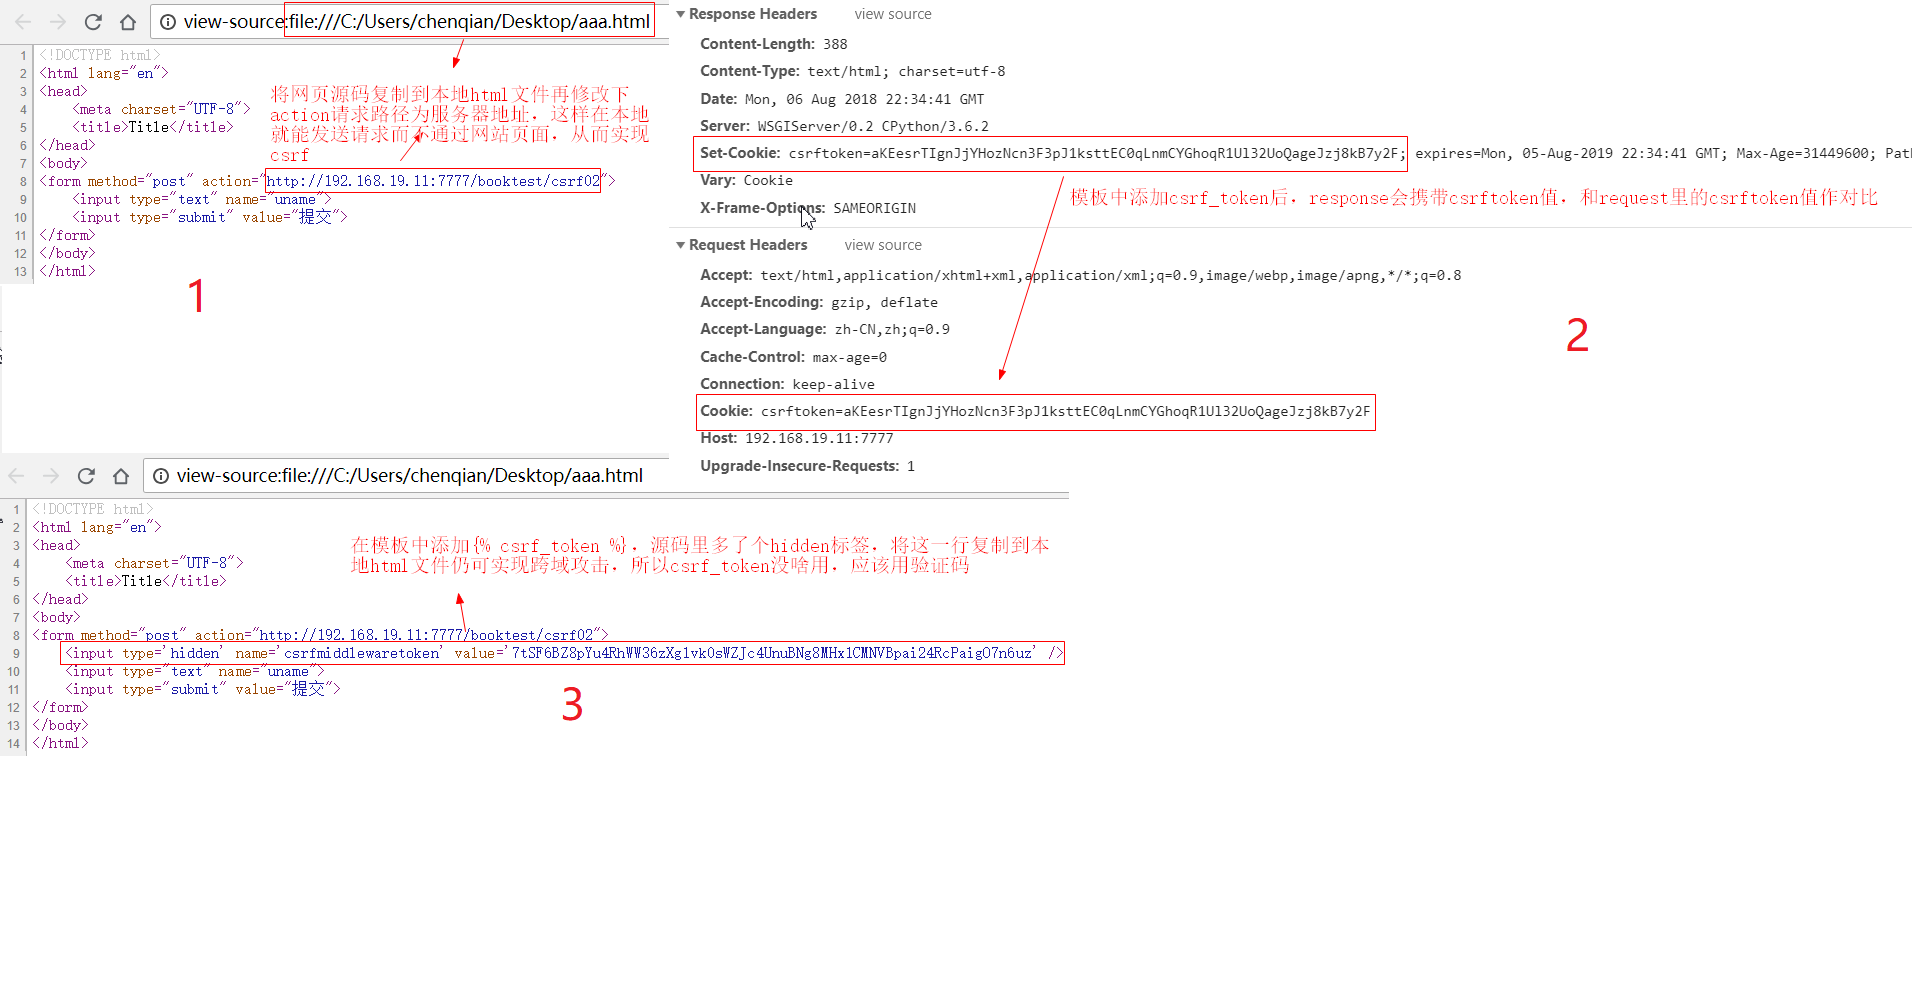 view-source:file:///C:/Users/chenqian/Desktop/aaa.html
1 <!DOCTYPE html>
2 <html lang="en">
3 <head>
4 <meta charset="UTF-8">
5 <title>Title</title>
6 </head>
7 <body>
8 <form method="post" action="http://192.168.19.11:7777/booktest/csrf02">
9 <input type="text" name="uname">
10 <input type="submit" value="提交">
11 </form>
12 </body>
13 </html>
将网页源码复制到本地html文件再修改下
action请求路径为服务器地址，这样在本地
就能发送请求而不通过网站页面，从而实现
csrf
1
Response Headers view source
Content-Length: 388
Content-Type: text/html; charset=utf-8
Date: Mon, 06 Aug 2018 22:34:41 GMT
Server: WSGIServer/0.2 CPython/3.6.2
Set-Cookie: csrftoken=aKEesrTIgnJjYHozNcn3F3pJ1ksttEC0qLnmCYGhoqR1Ul32UoQageJzj8kB7y2F; expires=Mon, 05-Aug-2019 22:34:41 GMT; Max-Age=31449600; Pat
Vary: Cookie
X-Frame-Options: SAMEORIGIN
模板中添加csrf_token后，response会携带csrftoken值，和request里的csrftoken值作对比
Request Headers view source
Accept: text/html,application/xhtml+xml,application/xml;q=0.9,image/webp,image/apng,*/*;q=0.8
Accept-Encoding: gzip, deflate
Accept-Language: zh-CN,zh;q=0.9
Cache-Control: max-age=0
Connection: keep-alive
Cookie: csrftoken=aKEesrTIgnJjYHozNcn3F3pJ1ksttEC0qLnmCYGhoqR1Ul32UoQageJzj8kB7y2F
Host: 192.168.19.11:7777
Upgrade-Insecure-Requests: 1
2
view-source:file:///C:/Users/chenqian/Desktop/aaa.html
1 <!DOCTYPE html>
2 <html lang="en">
3 <head>
4 <meta charset="UTF-8">
5 <title>Title</title>
6 </head>
7 <body>
8 <form method="post" action="http://192.168.19.11:7777/booktest/csrf02">
9 <input type='hidden' name='csrfmiddlewaretoken' value='7tSF6BZ8pYu4RhWW36zXg1vk0sWZJc4UnuBNg8MHx1CMNVBpai24RcPaigO7n6uz' />
10 <input type="text" name="uname">
11 <input type="submit" value="提交">
12 </form>
13 </body>
14 </html>
在模板中添加{% csrf_token %}，源码里多了个hidden标签，将这一行复制到本
地html文件仍可实现跨域攻击，所以csrf_token没啥用，应该用验证码
3